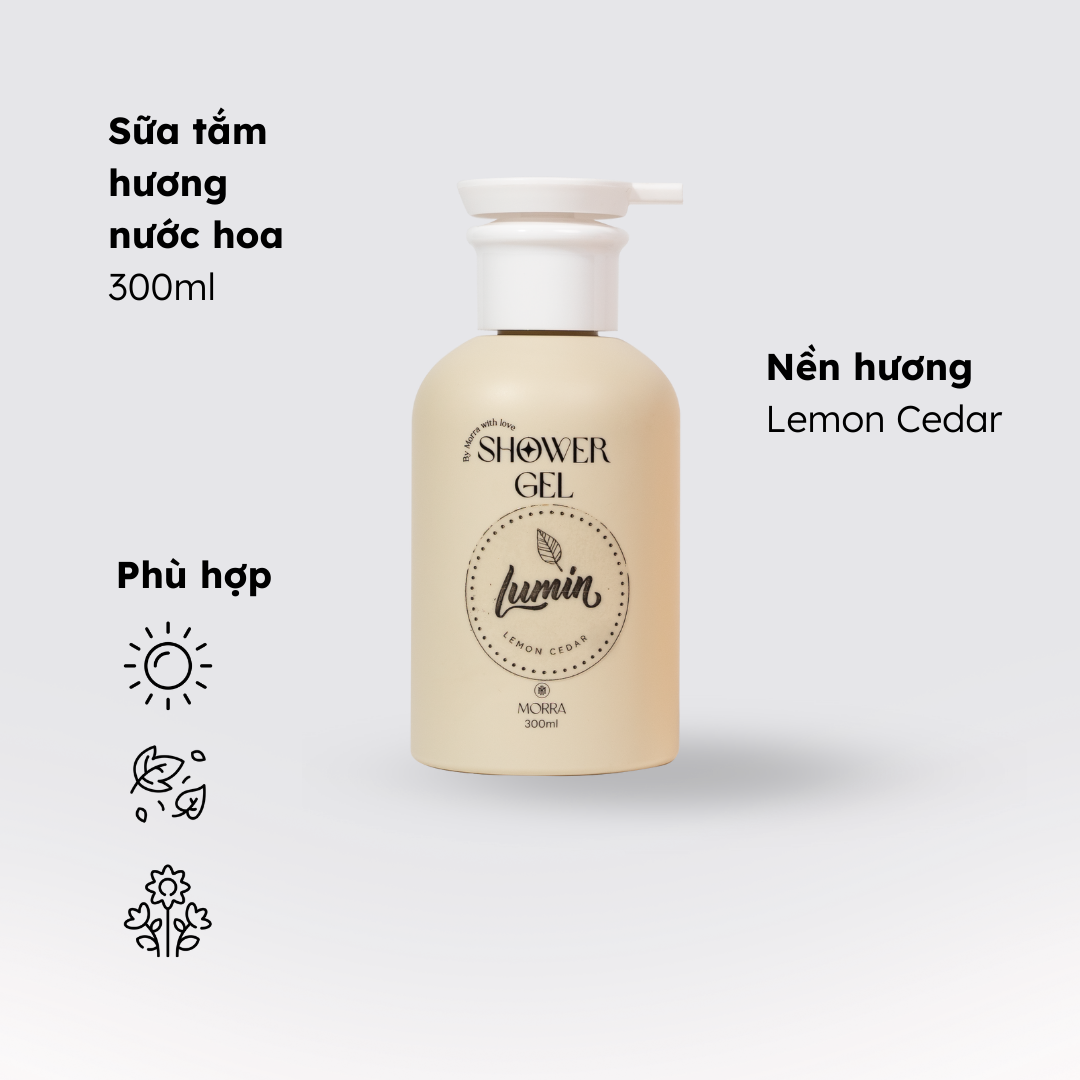 Sữa tắm
hương
nước hoa
300ml
Nền hương
Lemon Cedar
By Morra with love
SHOWER
GEL
Lumin
LEMON CEDAR
MORRA
300ml
Phù hợp